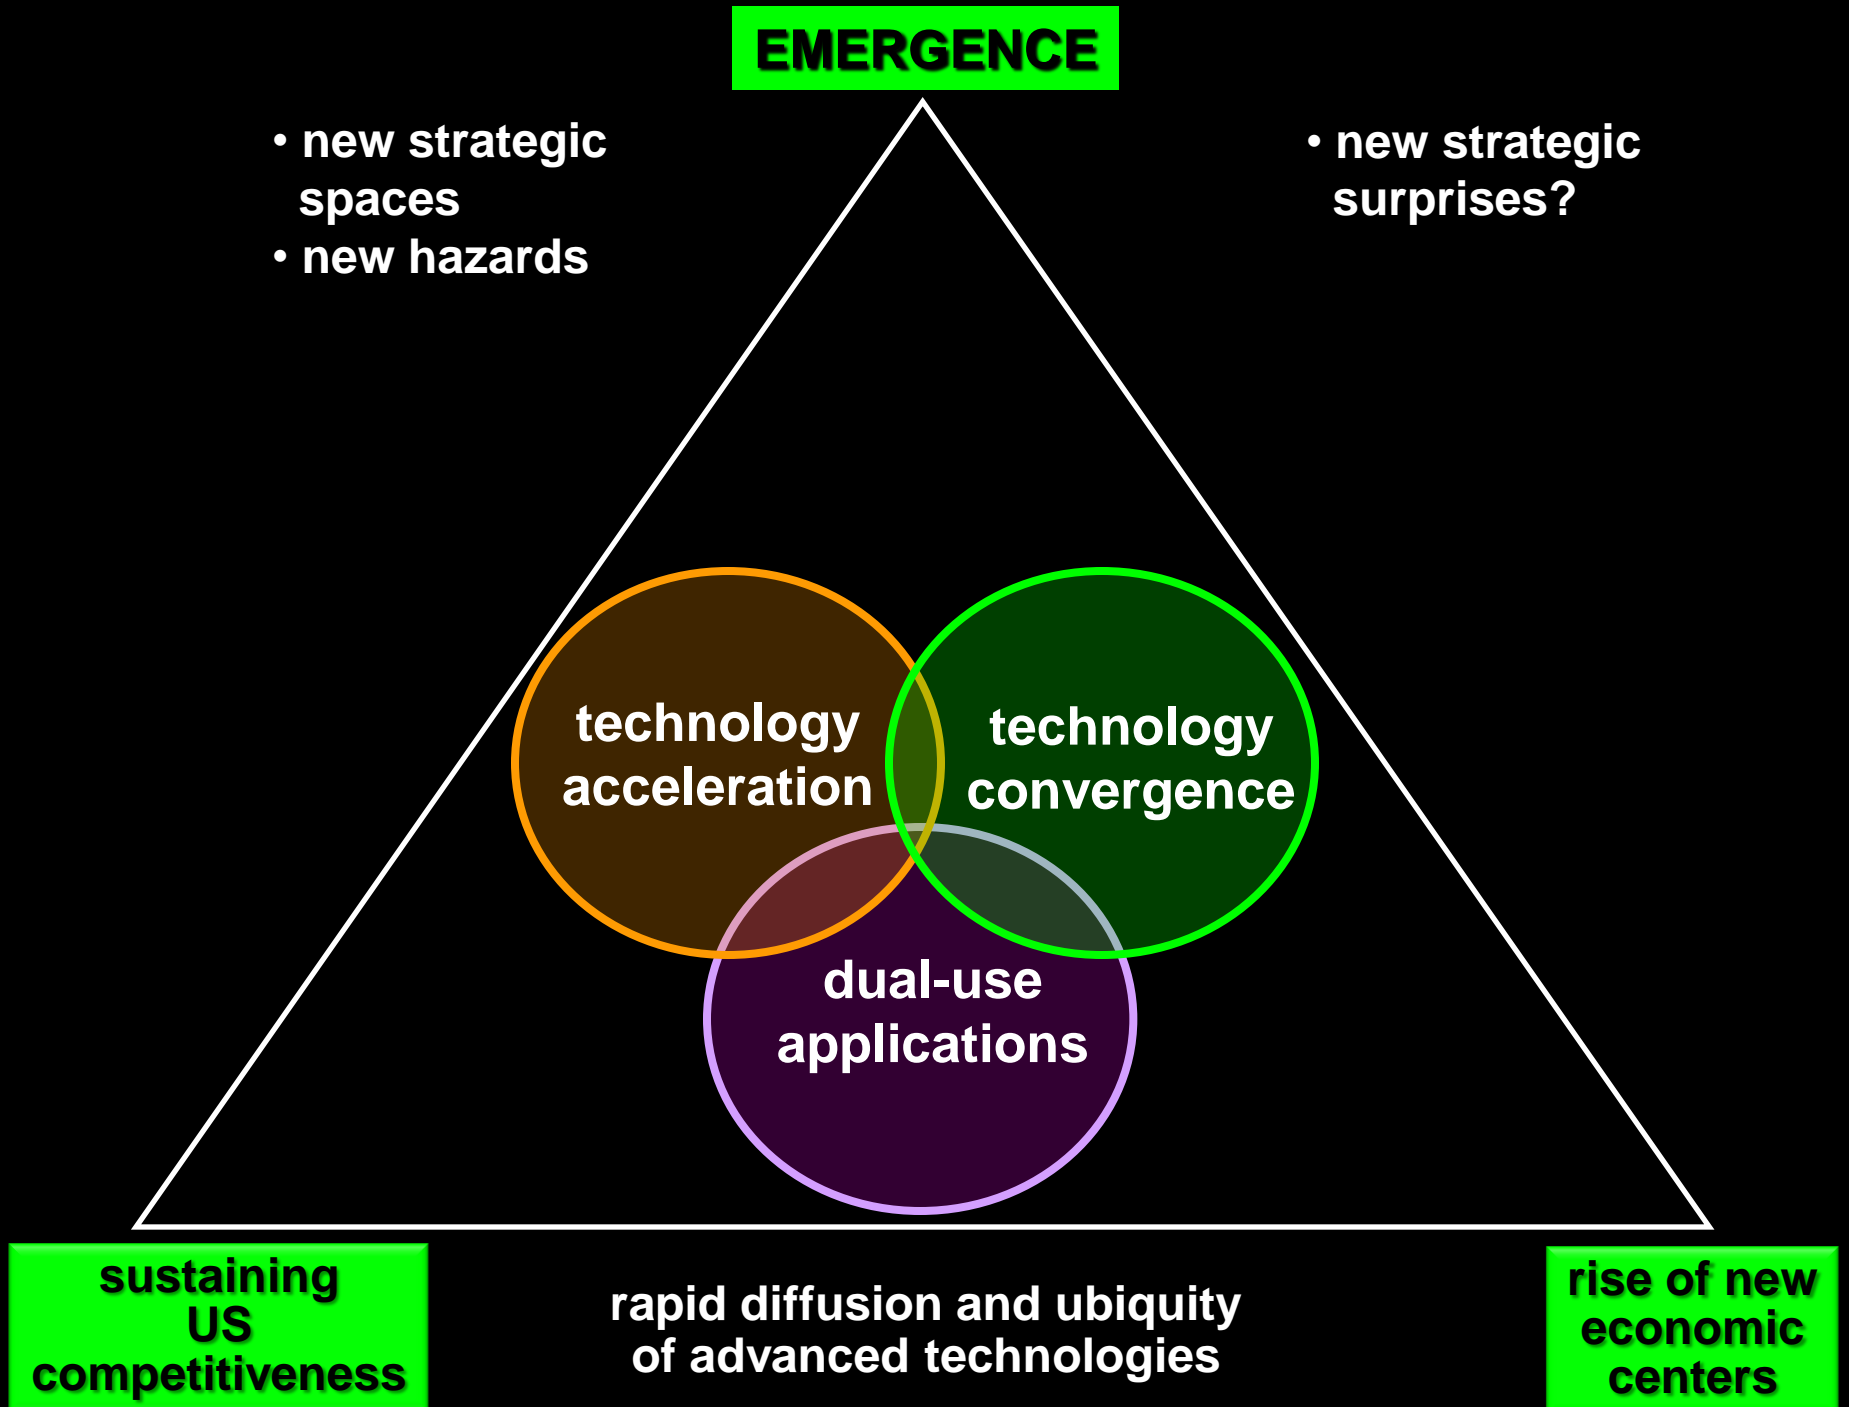 EMERGENCE
• new strategic
spaces
• new hazards
• new strategic
surprises?
technology
acceleration
technology
convergence
dual-use
applications
sustaining
US
competitiveness
rapid diffusion and ubiquity
of advanced technologies
rise of new
economic
centers